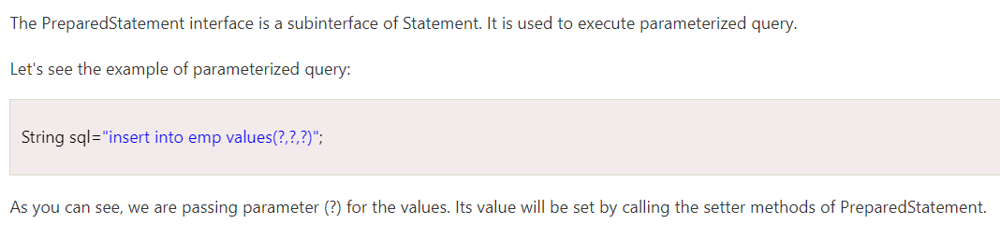 The PreparedStatement interface is a subinterface of Statement. It is used to execute parameterized query.
Let's see the example of parameterized query:
String sql="insert into emp values(?,?,?)";
As you can see, we are passing parameter (?) for the values. Its value will be set by calling the setter methods of PreparedStatement.